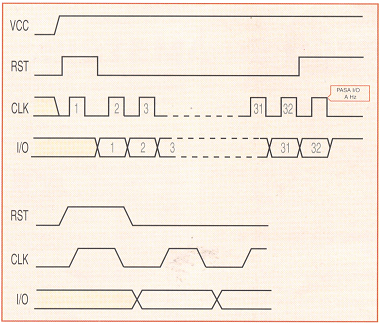 VCC
RST
CLK 1 2 3 31 32
PASA I/O
A Hz
I/O 1 2 3 31 32
RST
CLK
I/O